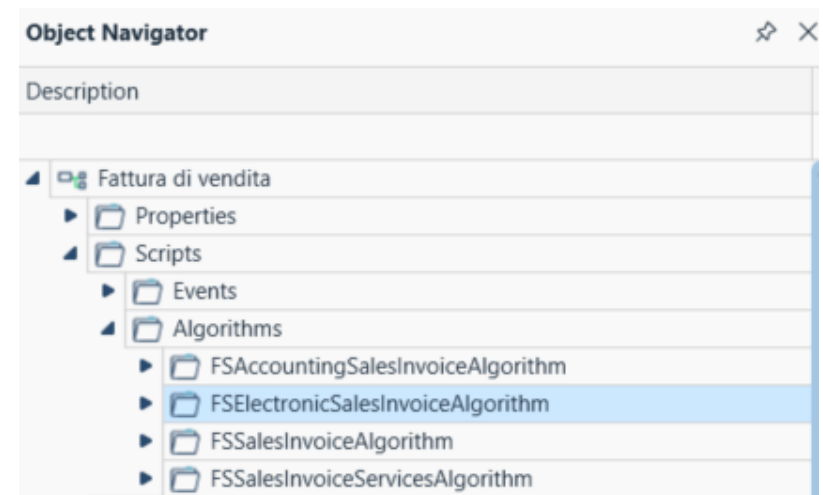 Object Navigator
Description
Fattura di vendita
Properties
Scripts
Events
Algorithms
FSAccountingSalesInvoiceAlgorithm
FSElectronicSalesInvoiceAlgorithm
FSSalesInvoiceAlgorithm
FSSalesInvoiceServicesAlgorithm